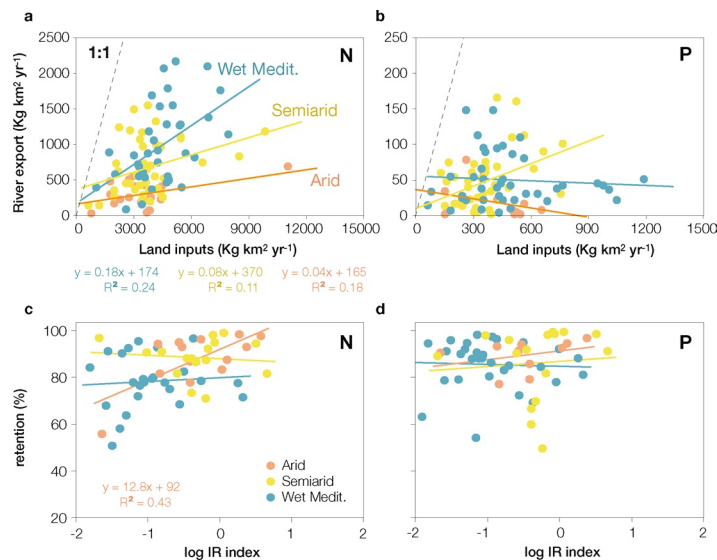 a
b
1:1
N
P
Wet Medit.
Semiarid
Arid
River export (Kg km² yr-¹)
2500
2000
1500
1000
500
0
0
3000
6000
9000
12000
15000
Land inputs (Kg km² yr-¹)
250
200
150
100
50
0
0
300
600
900
1200
1500
Land inputs (Kg km² yr-¹)
y = 0.18x + 174
R² = 0.24
y = 0.08x + 370
R² = 0.11
y = 0.04x + 165
R² = 0.18
c
d
N
P
retention (%)
100
80
60
40
20
-2
-1
0
1
2
log IR index
Arid
Semiarid
Wet Medit.
y = 12.8x + 92
R² = 0.43
-2
-1
0
1
2
log IR index